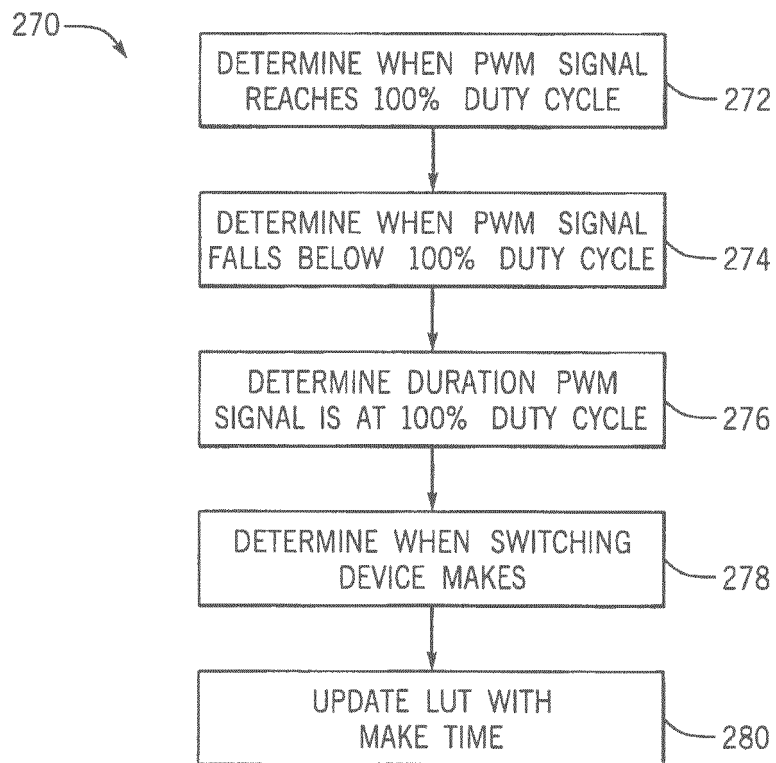 270
DETERMINE WHEN PWM SIGNAL
REACHES 100% DUTY CYCLE
272
DETERMINE WHEN PWM SIGNAL
FALLS BELOW 100% DUTY CYCLE
274
DETERMINE DURATION PWM
SIGNAL IS AT 100% DUTY CYCLE
276
DETERMINE WHEN SWITCHING
DEVICE MAKES
278
UPDATE LUT WITH
MAKE TIME
280